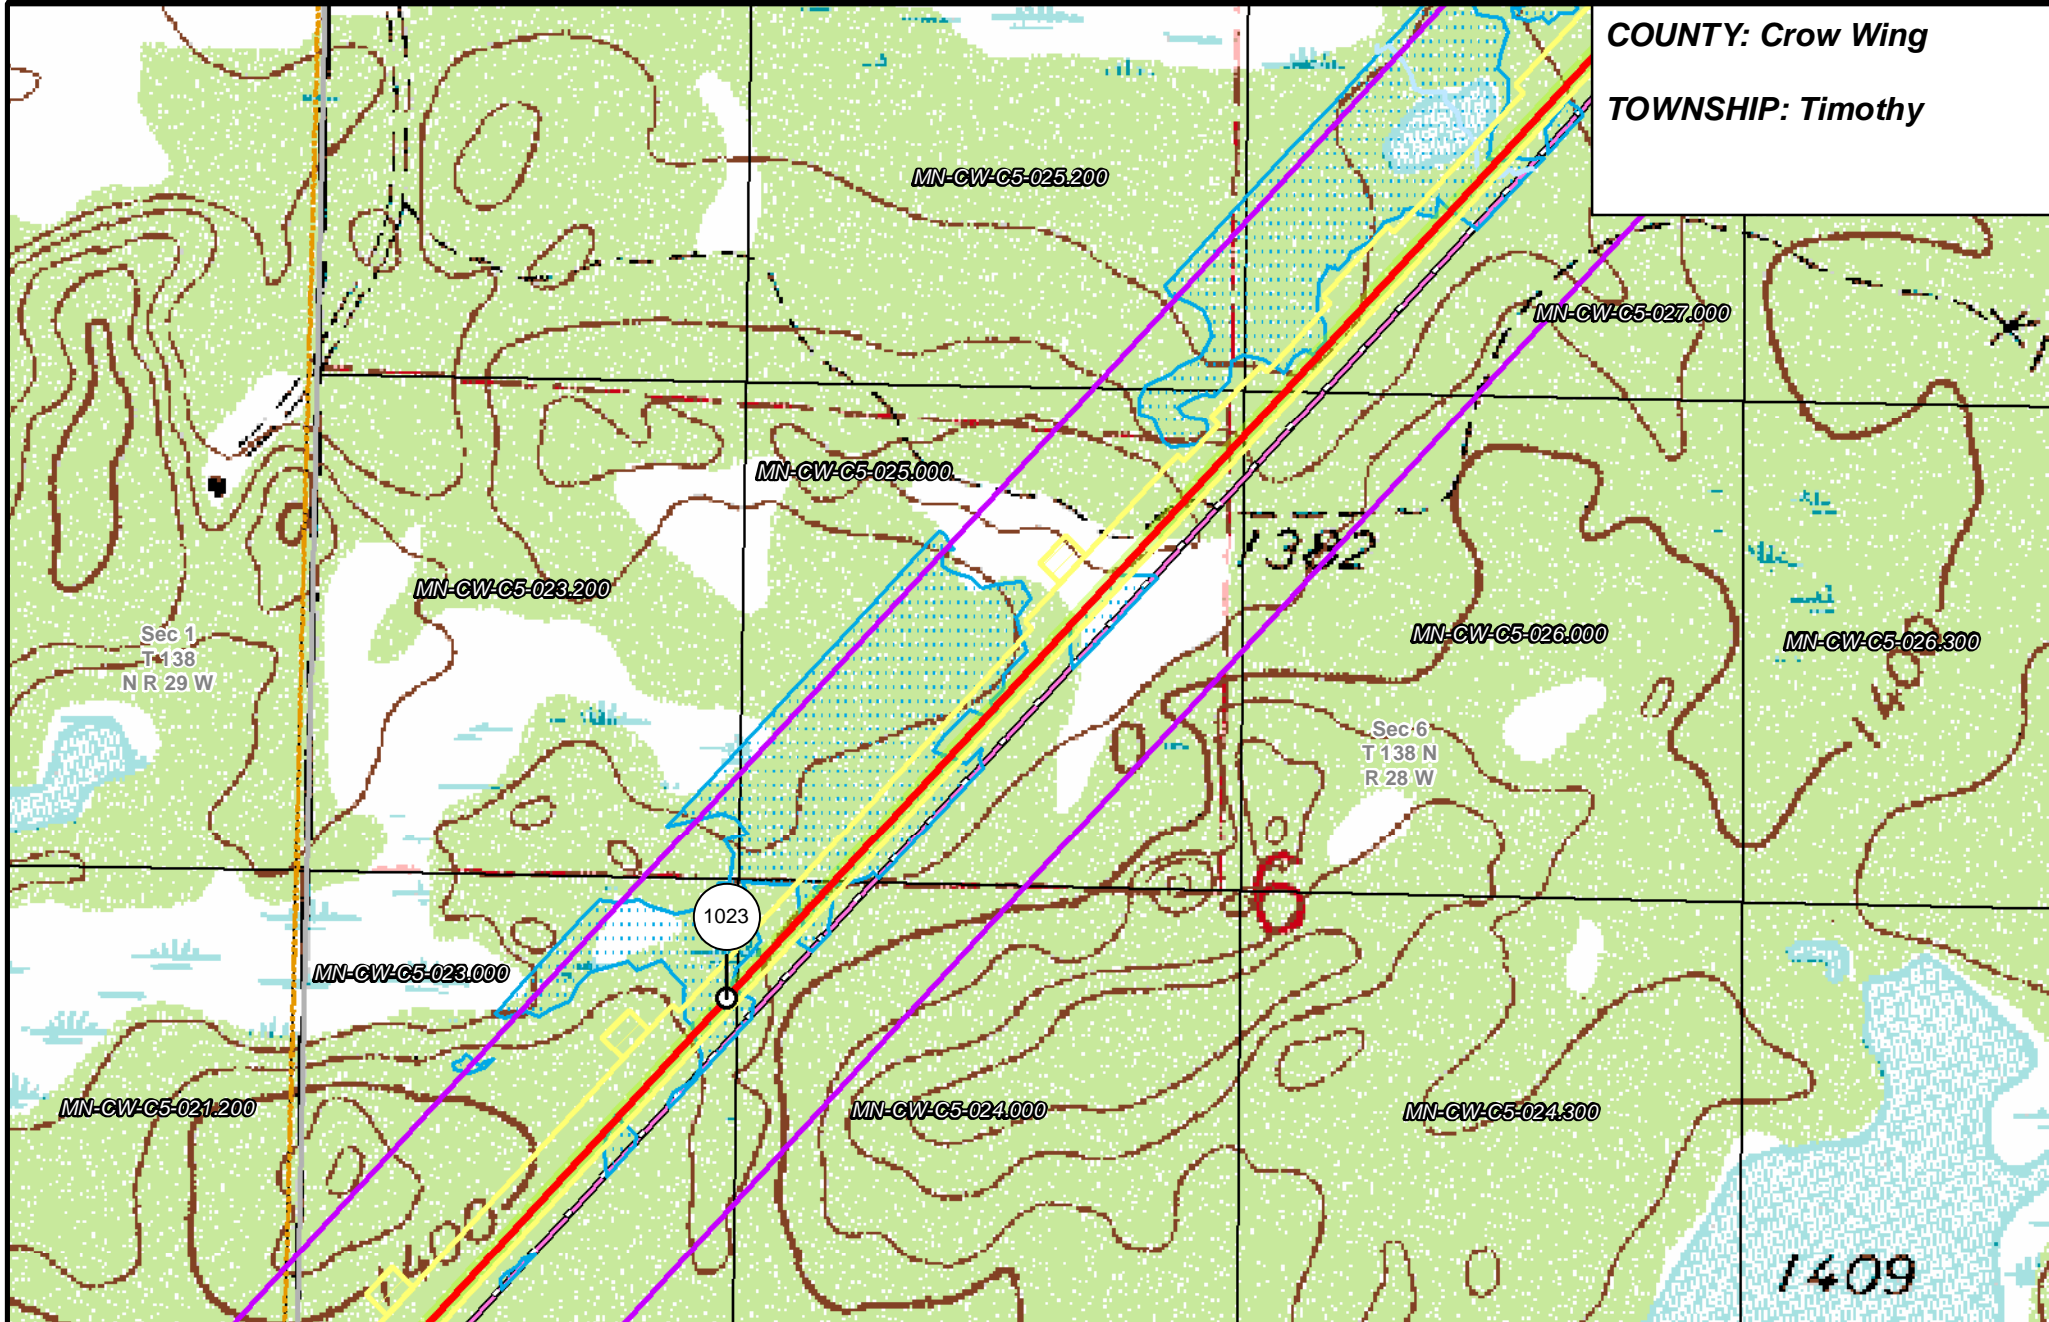 COUNTY: Crow Wing
TOWNSHIP: Timothy
MN-CW-C5-025.200
MN-CW-C5-027.000
MN-CW-C5-025.000
1382
MN-CW-C5-023.200
MN-CW-C5-026.000
MN-CW-C5-026.300
Sec 1
T 138
N R 29 W
1400
Sec 6
T 138 N
R 28 W
6
1023
MN-CW-C5-023.000
MN-CW-C5-021.200
MN-CW-C5-024.000
MN-CW-C5-024.300
1400
1409